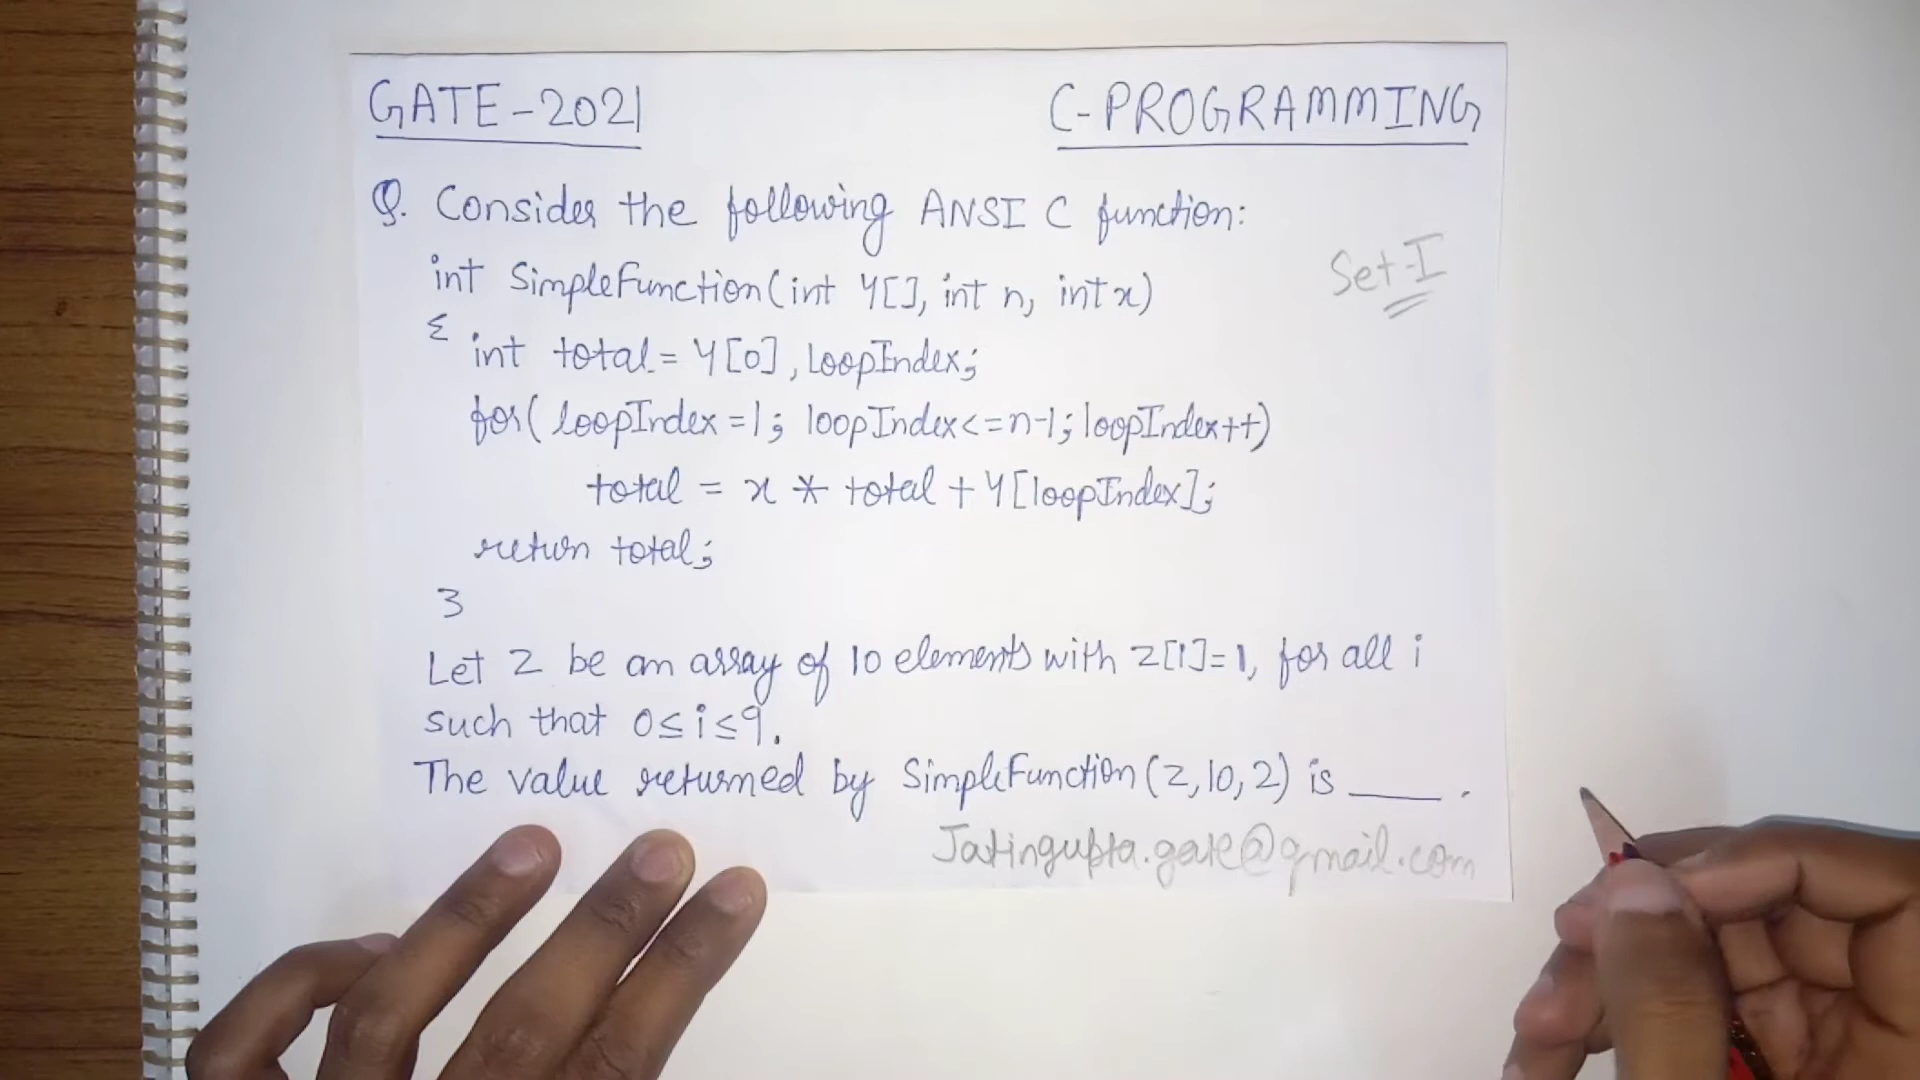 GATE-2021 C-PROGRAMMING
Q. Consider the following ANSI C function:
Set-I
int SimpleFunction(int Y[], int n, int x)
{
int total = Y[0], LoopIndex;
for( loopIndex =1; loopIndex<=n-1; loopIndex++)
total = x * total + Y[loopIndex];
return total;
}
Let Z be an array of 10 elements with Z[i]=1, for all i
such that 0≤i≤9.
The value returned by SimpleFunction(Z,10,2) is ____.
Jatingupta.gate@gmail.com